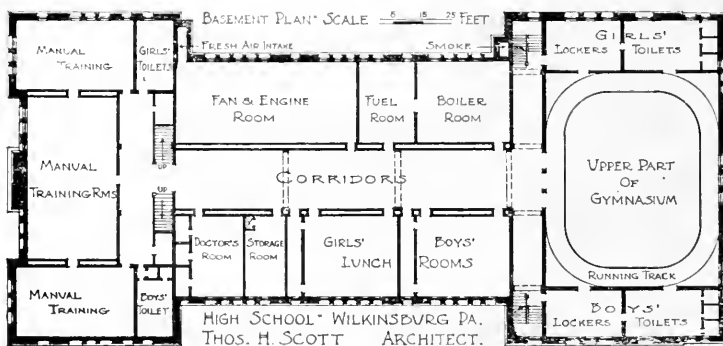 BASEMENT PLAN - SCALE 5 15 25 FEET
FRESH AIR INTAKE
SMOKE
MANUAL
TRAINING
GIRLS'
TOILETS
GIRLS'
LOCKERS TOILETS
FAN & ENGINE
ROOM
FUEL
ROOM
BOILER
ROOM
MANUAL
TRAINING RMS
UP
UP
CORRIDORS
UPPER PART
OF
GYMNASIUM
DOCTOR'S
ROOM
STORAGE
ROOM
GIRLS'
LUNCH
BOYS'
ROOMS
RUNNING TRACK
MANUAL
TRAINING
BOYS'
TOILET
BOYS'
LOCKERS TOILETS
HIGH SCHOOL - WILKINSBURG PA.
THOS. H. SCOTT ARCHITECT.